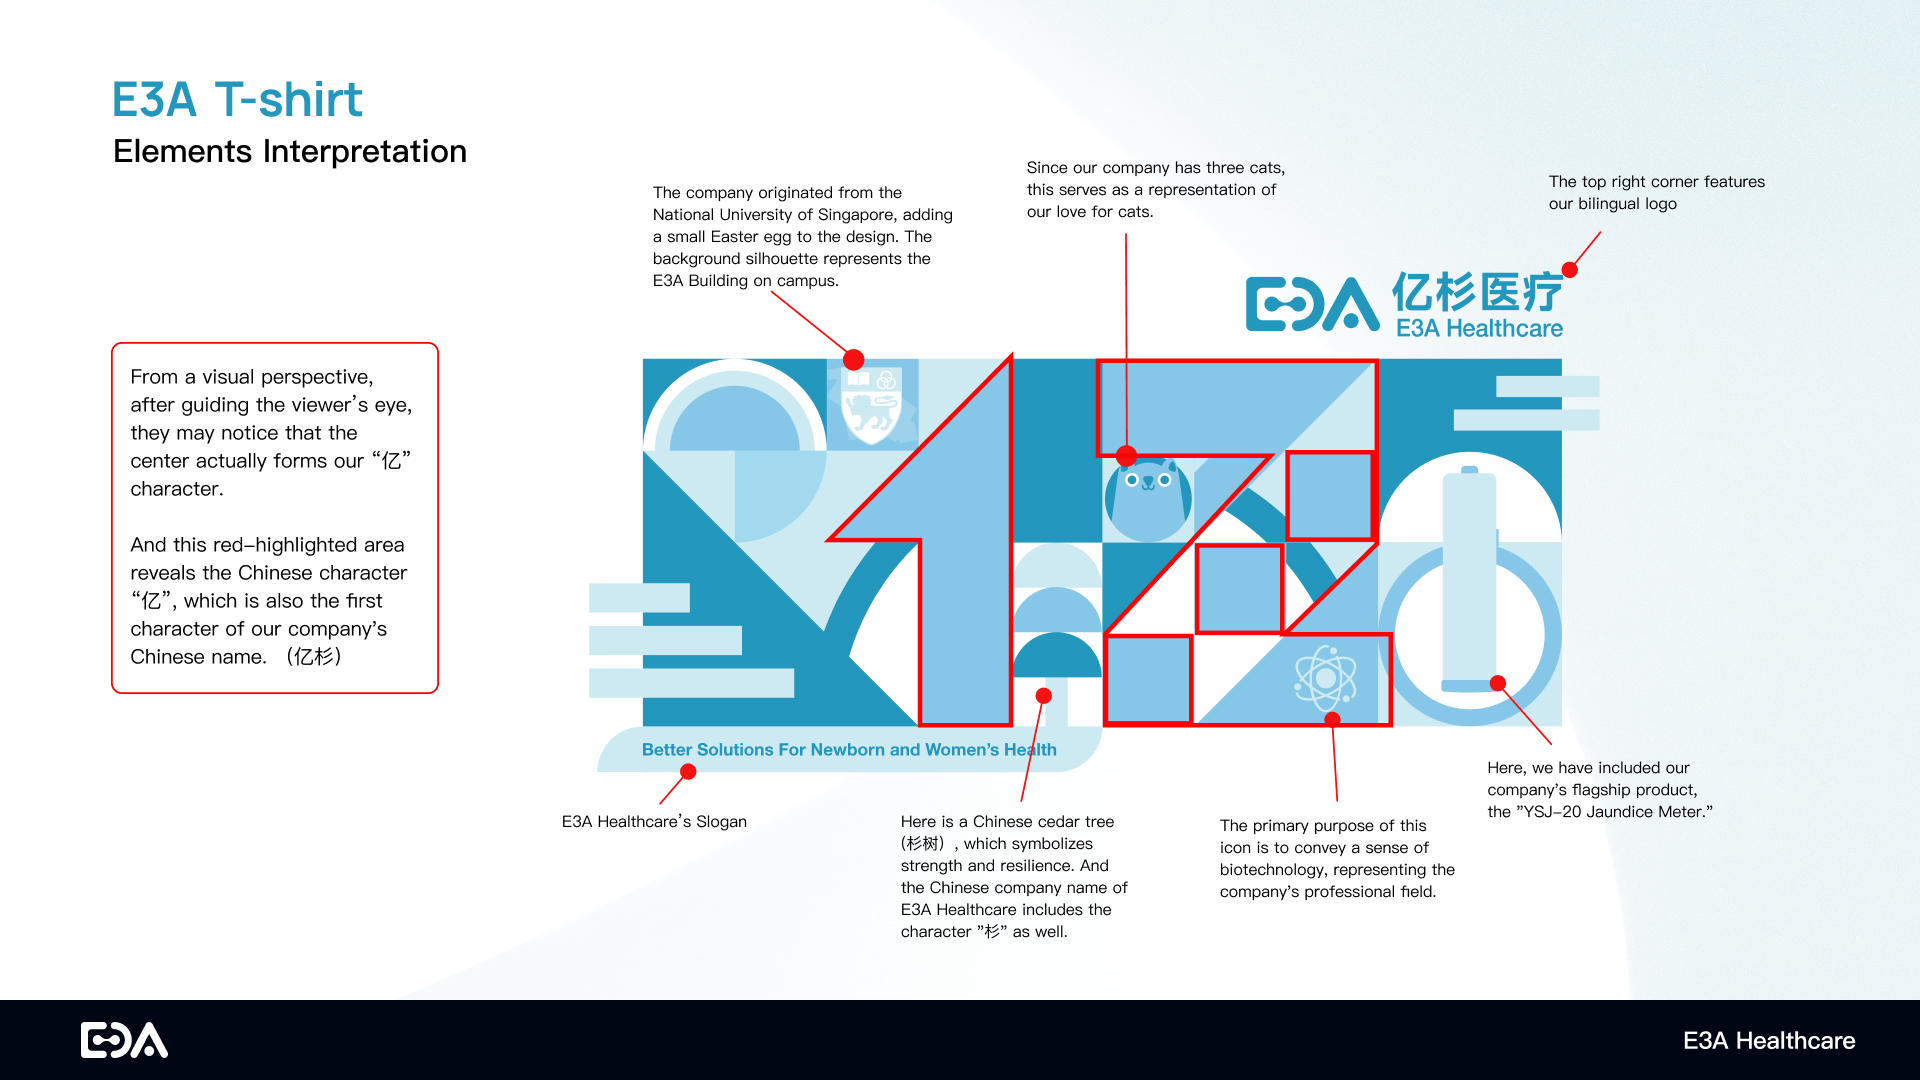 E3A T-shirt
Elements Interpretation
The company originated from the
National University of Singapore, adding
a small Easter egg to the design. The
background silhouette represents the
E3A Building on campus.
Since our company has three cats,
this serves as a representation of
our love for cats.
The top right corner features
our bilingual logo
EDA 亿杉医疗
E3A Healthcare
From a visual perspective,
after guiding the viewer's eye,
they may notice that the
center actually forms our “亿”
character.
And this red-highlighted area
reveals the Chinese character
“亿”, which is also the first
character of our company's
Chinese name. （亿杉）
Better Solutions For Newborn and Women's Health
E3A Healthcare's Slogan
Here is a Chinese cedar tree
(杉树) , which symbolizes
strength and resilience. And
the Chinese company name of
E3A Healthcare includes the
character ”杉” as well.
The primary purpose of this
icon is to convey a sense of
biotechnology, representing the
company's professional field.
Here, we have included our
company's flagship product,
the ”YSJ-20 Jaundice Meter.”
EDA
E3A Healthcare